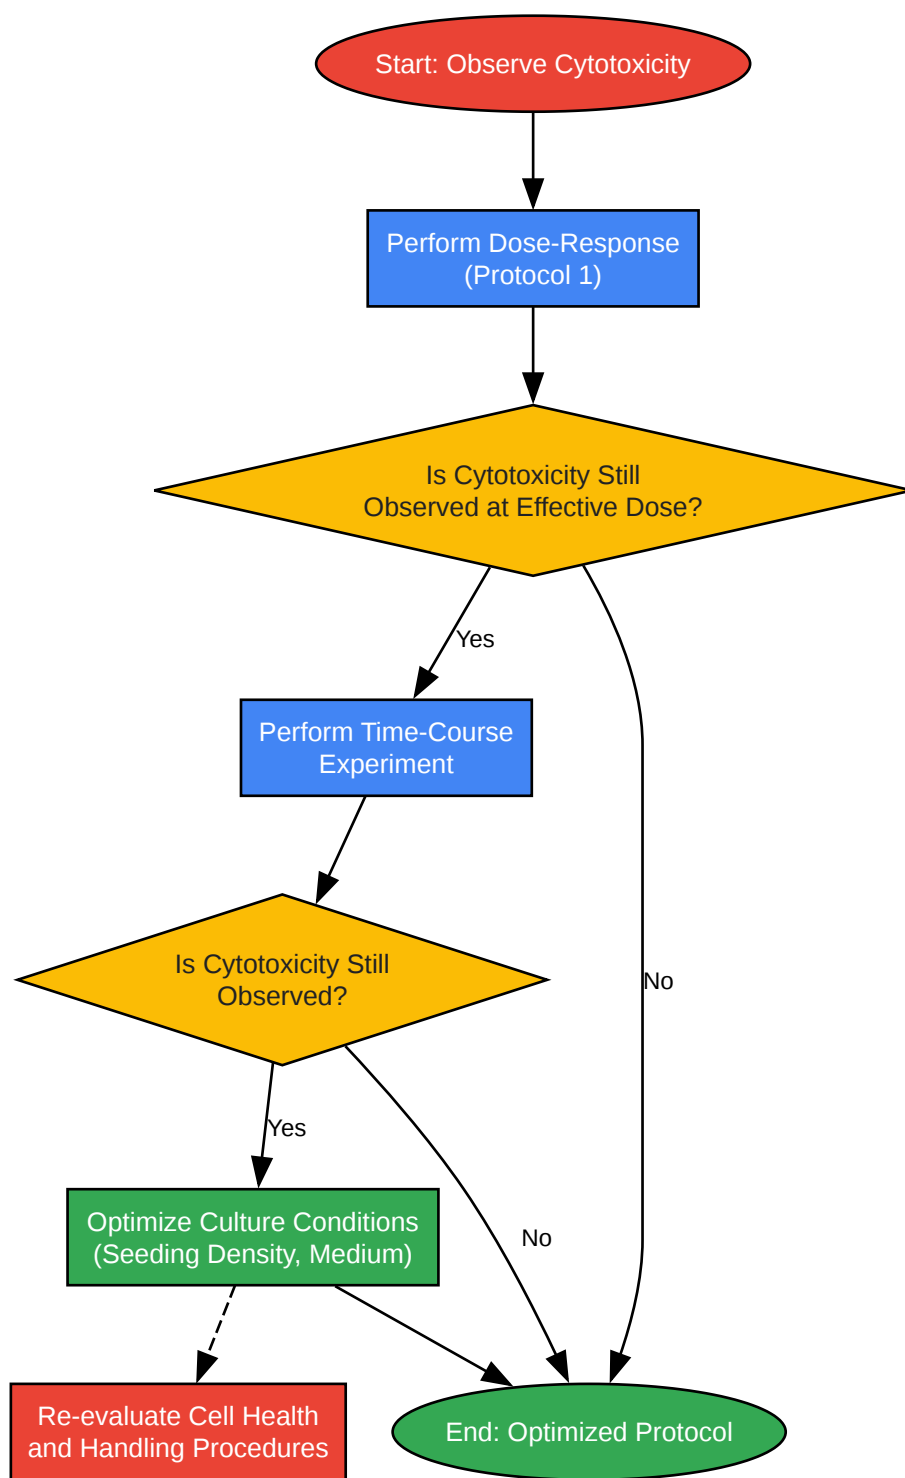 Start: Observe Cytotoxicity
Perform Dose-Response
(Protocol 1)
Is Cytotoxicity Still
Observed at Effective Dose?
Yes
Perform Time-Course
Experiment
Is Cytotoxicity Still
Observed?
No
Yes
Optimize Culture Conditions
(Seeding Density, Medium)
No
Re-evaluate Cell Health
and Handling Procedures
End: Optimized Protocol